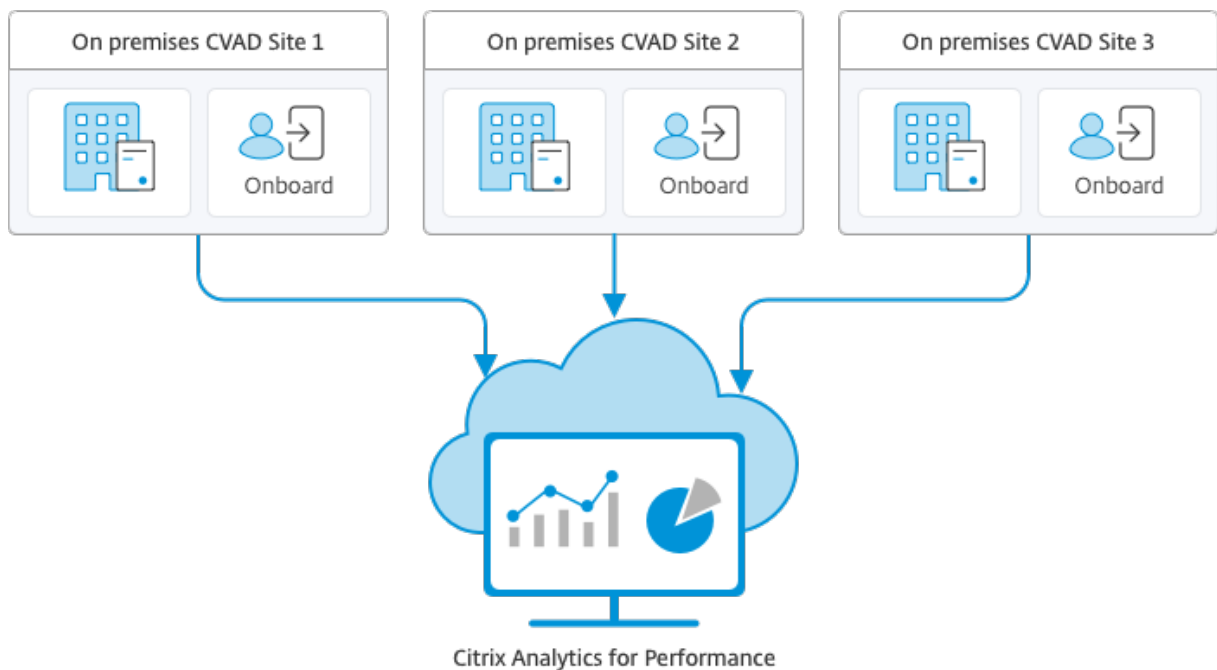 On premises CVAD Site 1
On premises CVAD Site 2
On premises CVAD Site 3
Onboard
Onboard
Onboard
Citrix Analytics for Performance